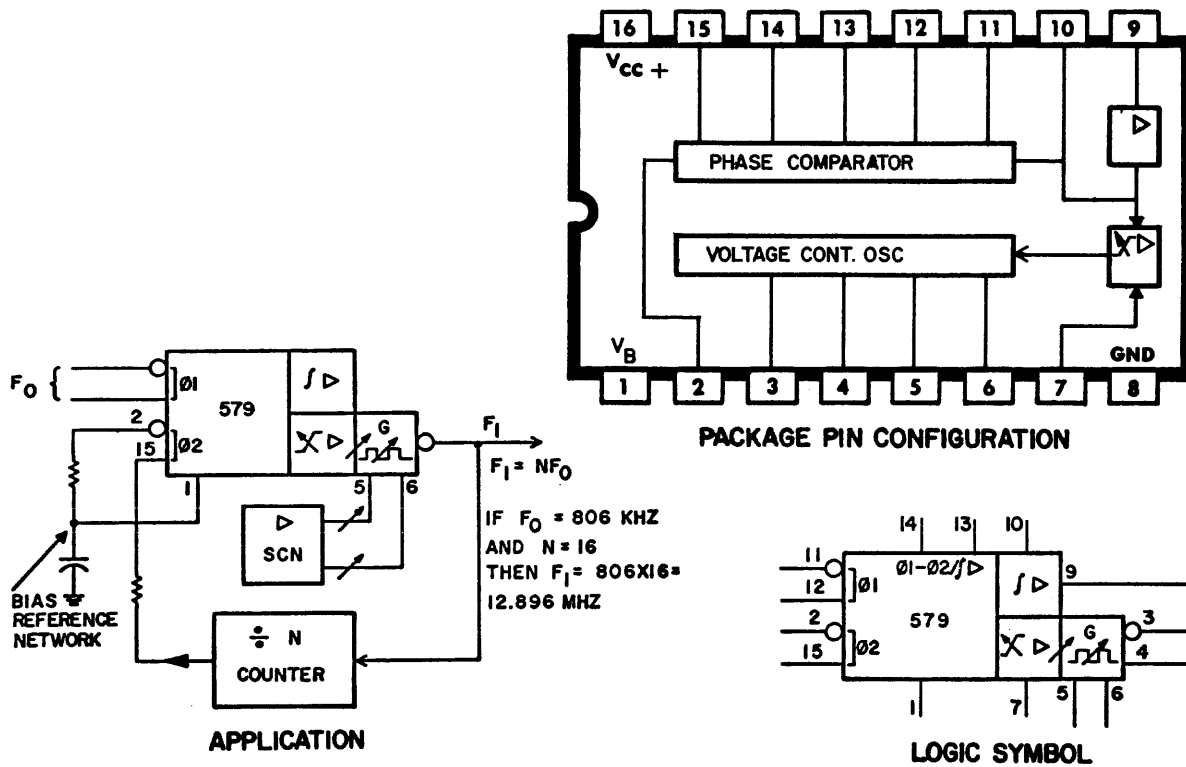 16 15 14 13 12 11 10 9
VCC +
▷
PHASE COMPARATOR
VOLTAGE CONT. OSC
▷
VB
GND
1 2 3 4 5 6 7 8
PACKAGE PIN CONFIGURATION
F0 {
Ø1
∫ ▷
579
2
Ø2
15
▷
G
1
5
6
F1
F1 = NF0
IF F0 = 806 KHZ
AND N = 16
THEN F1 = 806X16=
12.896 MHZ
▷
SCN
BIAS
REFERENCE
NETWORK
÷ N
COUNTER
APPLICATION
14 13 10
11
12
Ø1
Ø1-Ø2/∫▷
∫ ▷
9
579
2
15
Ø2
▷
G
3
4
1
7
5
6
LOGIC SYMBOL